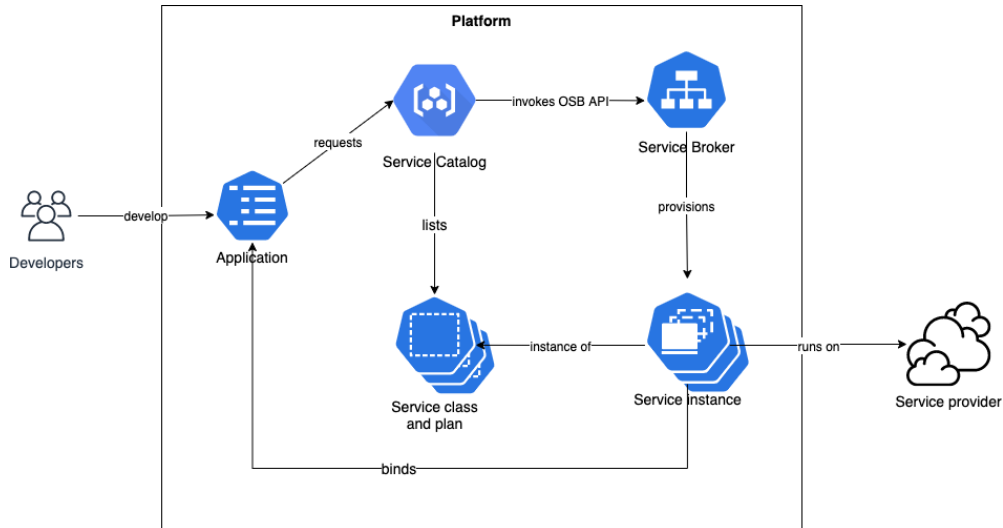 Platform
invokes OSB API
requests
Service Catalog
Service Broker
develop
provisions
lists
Application
Developers
instance of
runs on
Service class
and plan
Service instance
Service provider
binds